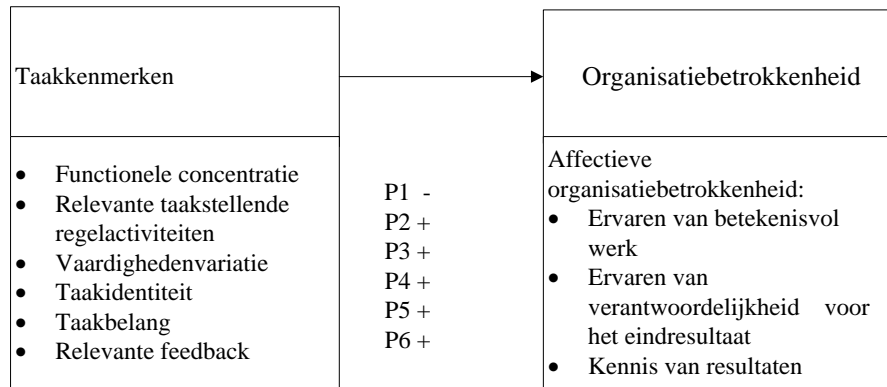 Taakkenmerken
Organisatiebetrokkenheid
• Functionele concentratie
• Relevante taakstellende
regelactiviteiten
• Vaardighedenvariatie
• Taakidentiteit
• Taakbelang
• Relevante feedback
P1 -
P2 +
P3 +
P4 +
P5 +
P6 +
Affectieve
organisatiebetrokkenheid:
• Ervaren van betekenisvol
werk
• Ervaren van
verantwoordelijkheid voor
het eindresultaat
• Kennis van resultaten